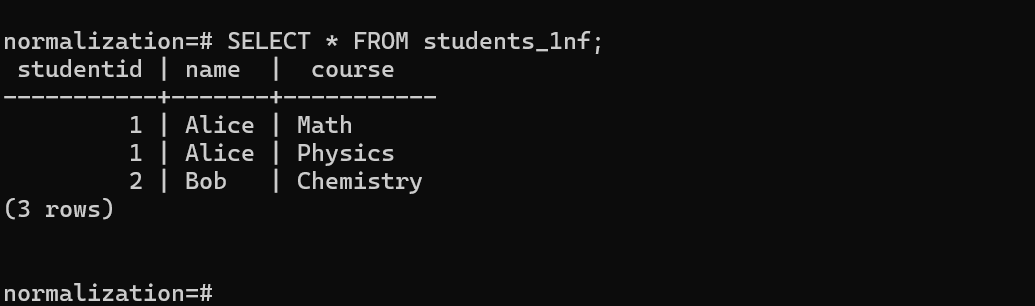 normalization=# SELECT * FROM students_1nf;
 studentid | name  |  course
-----------+-------+-----------
         1 | Alice | Math
         1 | Alice | Physics
         2 | Bob   | Chemistry
(3 rows)
normalization=#